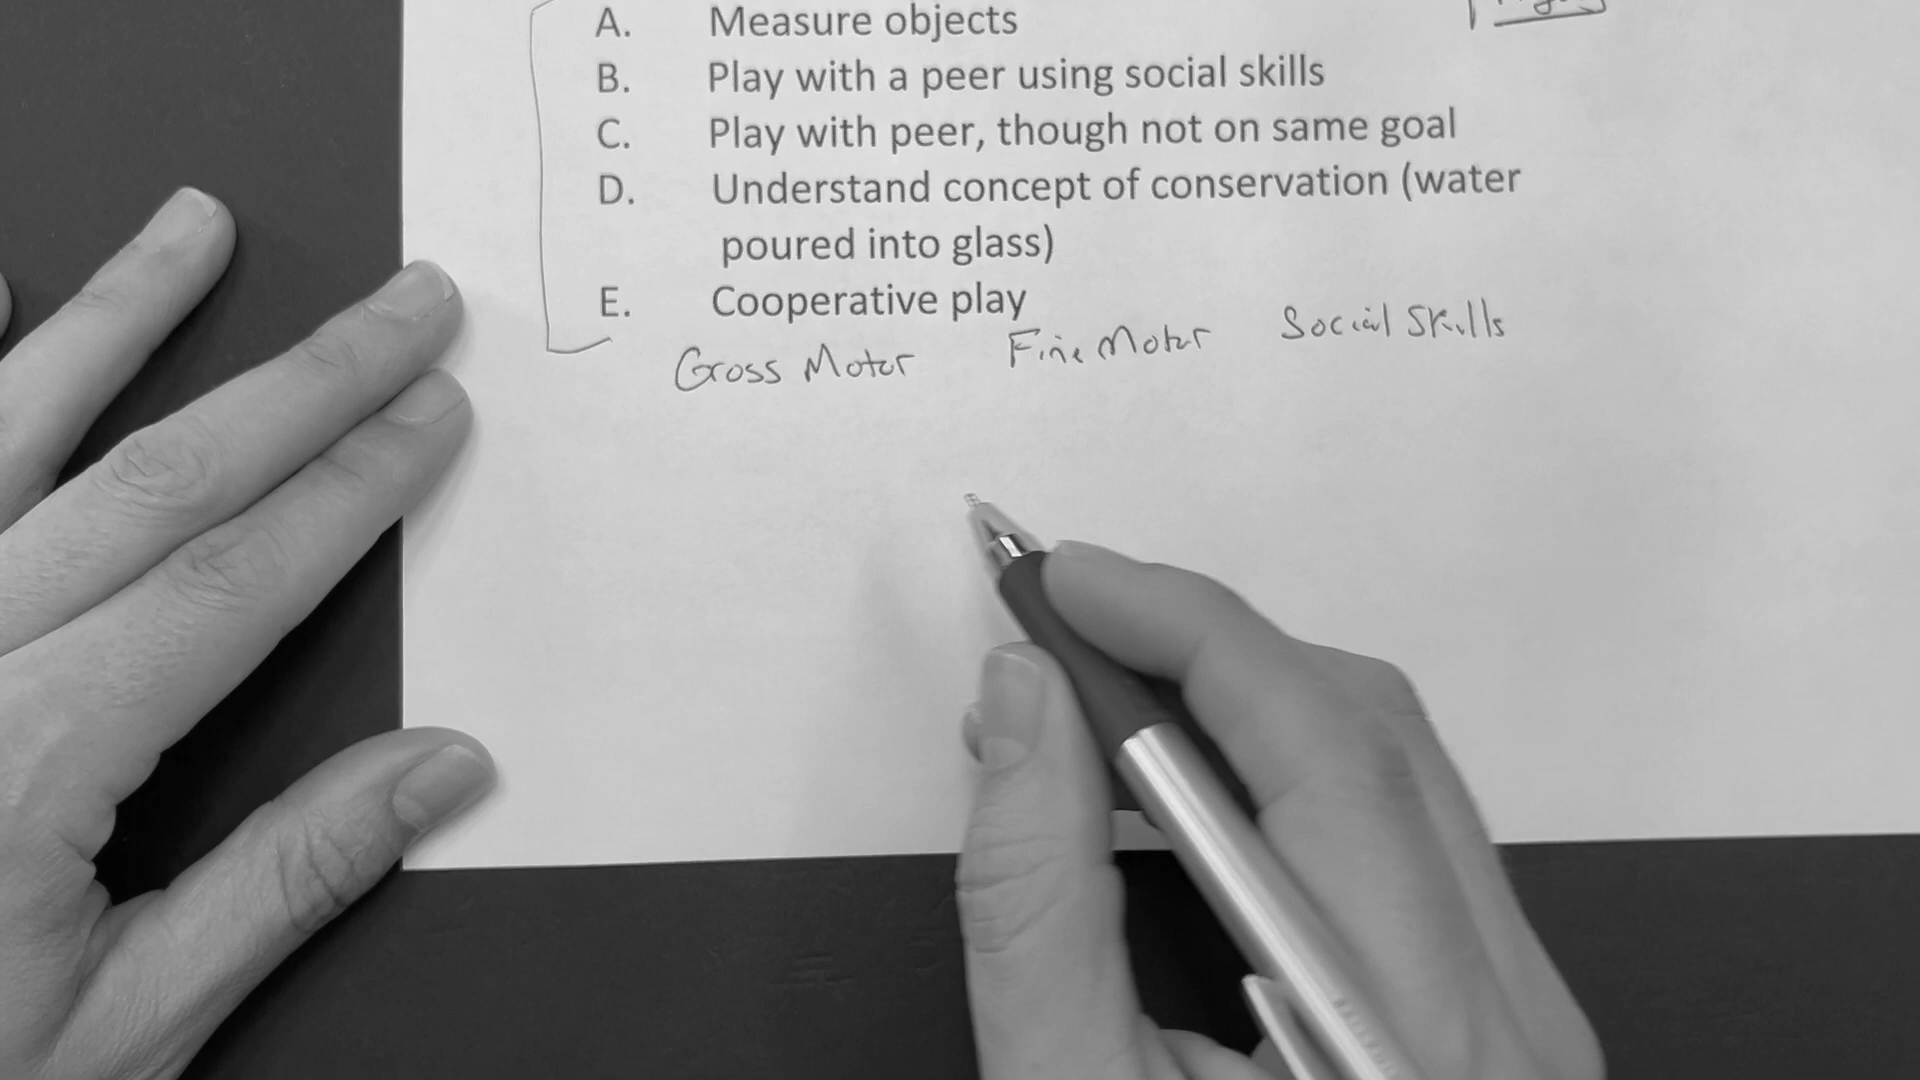 A. Measure objects
B. Play with a peer using social skills
C. Play with peer, though not on same goal
D. Understand concept of conservation (water
poured into glass)
E. Cooperative play
Gross Motor Fine Motor Social Skills